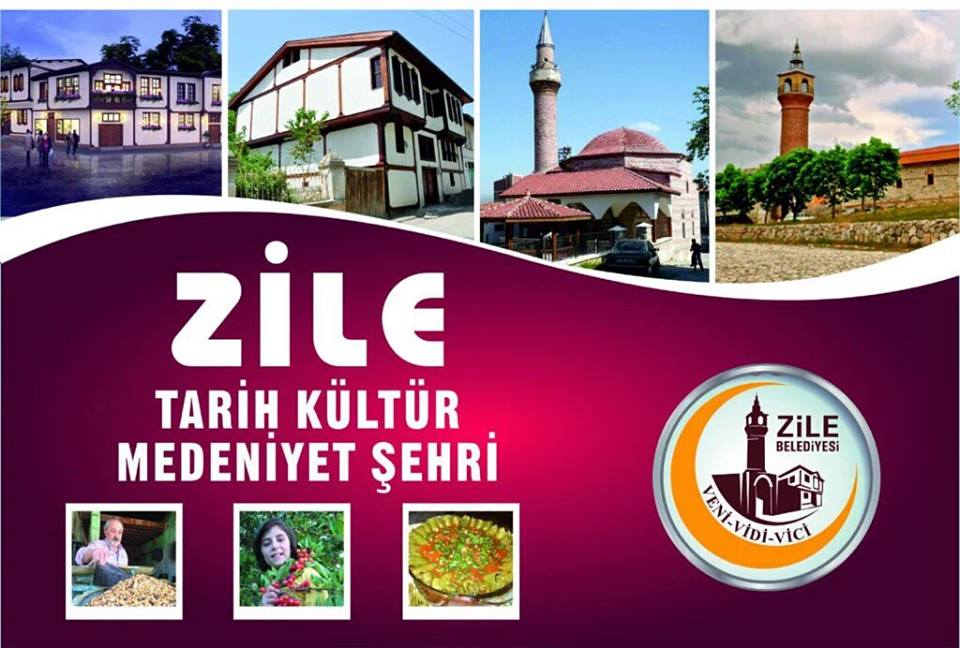 ZİLE
TARİH KÜLTÜR
MEDENİYET ŞEHRİ
ZİLE
BELEDİYESİ
VENİ-VİDİ-VİCİ